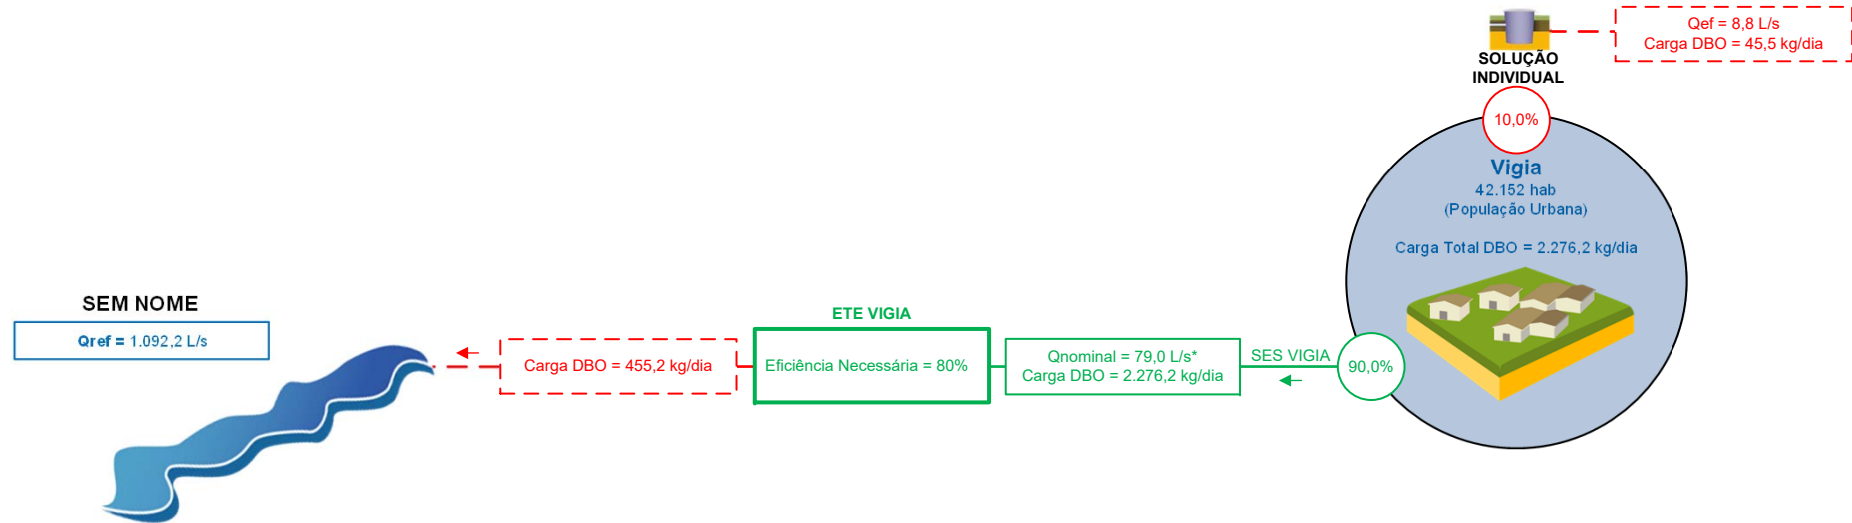 Qef = 8,8 L/s
Carga DBO = 45,5 kg/dia
SOLUÇÃO
INDIVIDUAL
10,0%
Vigia
42.152 hab
(População Urbana)
Carga Total DBO = 2.276,2 kg/dia
SEM NOME
Qref = 1.092,2 L/s
Carga DBO = 455,2 kg/dia
ETE VIGIA
Eficiência Necessária = 80%
Qnominal = 79,0 L/s*
Carga DBO = 2.276,2 kg/dia
SES VIGIA
90,0%